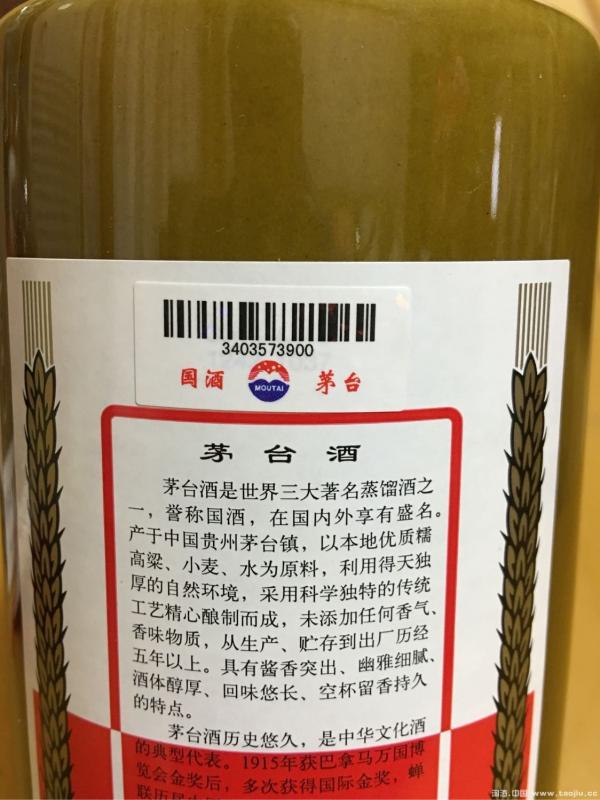 3403573900
国酒 MOUTAI 茅台
茅台酒
茅台酒是世界三大著名蒸馏酒之
一，誉称国酒，在国内外享有盛名。
产于中国贵州茅台镇，以本地优质糯
高粱、小麦、水为原料，利用得天独
厚的自然环境，采用科学独特的传统
工艺精心酿制而成，未添加任何香气、
香味物质，从生产、贮存到出厂历经
五年以上。具有酱香突出、幽雅细腻、
酒体醇厚、回味悠长、空杯留香持久
的特点。
茅台酒历史悠久，是中华文化酒
的典型代表。1915年获巴拿马万国博
览会金奖后，多次获得国际金奖，蝉
联历届
www.taojiu.cc